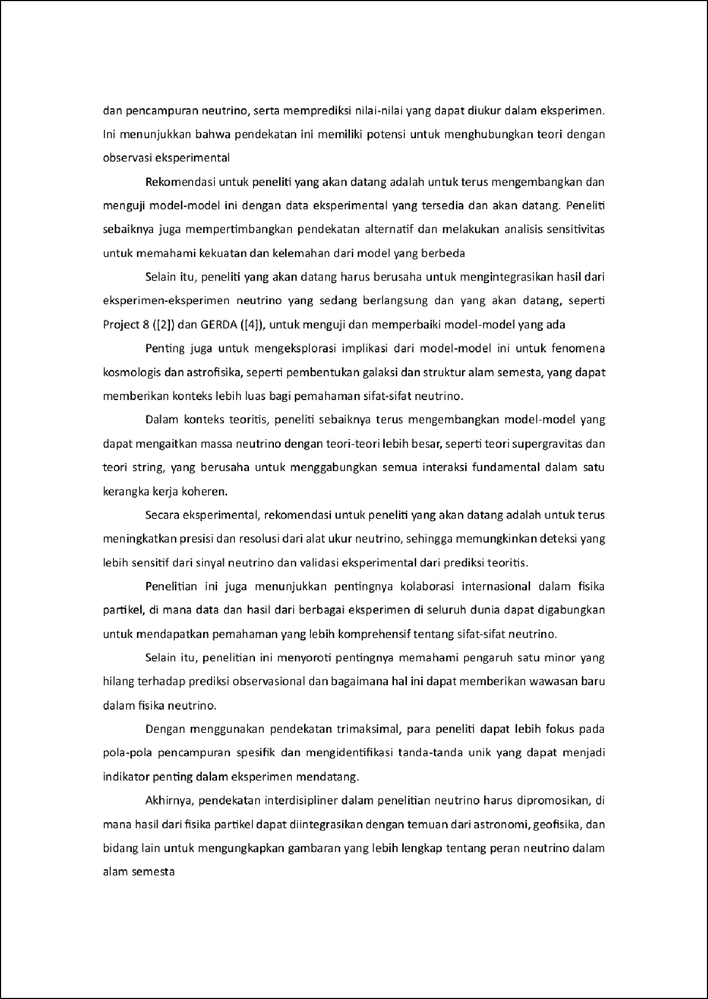 dan pencampuran neutrino, serta memprediksi nilai-nilai yang dapat diukur dalam eksperimen.
Ini menunjukkan bahwa pendekatan ini memiliki potensi untuk menghubungkan teori dengan
observasi eksperimental
Rekomendasi untuk peneliti yang akan datang adalah untuk terus mengembangkan dan
menguji model-model ini dengan data eksperimental yang tersedia dan akan datang. Peneliti
sebaiknya juga mempertimbangkan pendekatan alternatif dan melakukan analisis sensitivitas
untuk memahami kekuatan dan kelemahan dari model yang berbeda
Selain itu, peneliti yang akan datang harus berusaha untuk mengintegrasikan hasil dari
eksperimen-eksperimen neutrino yang sedang berlangsung dan yang akan datang, seperti
Project 8 ([2]) dan GERDA ([4]), untuk menguji dan memperbaiki model-model yang ada
Penting juga untuk mengeksplorasi implikasi dari model-model ini untuk fenomena
kosmologis dan astrofisika, seperti pembentukan galaksi dan struktur alam semesta, yang dapat
memberikan konteks lebih luas bagi pemahaman sifat-sifat neutrino.
Dalam konteks teoritis, peneliti sebaiknya terus mengembangkan model-model yang
dapat mengaitkan massa neutrino dengan teori-teori lebih besar, seperti teori supergravitas dan
teori string, yang berusaha untuk menggabungkan semua interaksi fundamental dalam satu
kerangka kerja koheren.
Secara eksperimental, rekomendasi untuk peneliti yang akan datang adalah untuk terus
meningkatkan presisi dan resolusi dari alat ukur neutrino, sehingga memungkinkan deteksi yang
lebih sensitif dari sinyal neutrino dan validasi eksperimental dari prediksi teoritis.
Penelitian ini juga menunjukkan pentingnya kolaborasi internasional dalam fisika
partikel, di mana data dan hasil dari berbagai eksperimen di seluruh dunia dapat digabungkan
untuk mendapatkan pemahaman yang lebih komprehensif tentang sifat-sifat neutrino.
Selain itu, penelitian ini menyoroti pentingnya memahami pengaruh satu minor yang
hilang terhadap prediksi observasional dan bagaimana hal ini dapat memberikan wawasan baru
dalam fisika neutrino.
Dengan menggunakan pendekatan trimaksimal, para peneliti dapat lebih fokus pada
pola-pola pencampuran spesifik dan mengidentifikasi tanda-tanda unik yang dapat menjadi
indikator penting dalam eksperimen mendatang.
Akhirnya, pendekatan interdisipliner dalam penelitian neutrino harus dipromosikan, di
mana hasil dari fisika partikel dapat diintegrasikan dengan temuan dari astronomi, geofisika, dan
bidang lain untuk mengungkapkan gambaran yang lebih lengkap tentang peran neutrino dalam
alam semesta